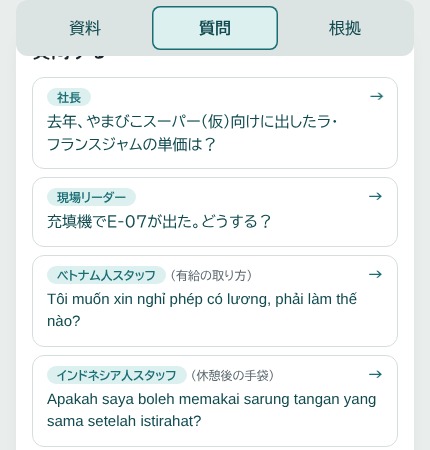 資料
質問
根拠
質問する
社長
→
去年、やまびこスーパー（仮）向けに出したラ・
フランスジャムの単価は？
現場リーダー
→
充填機でE-07が出た。どうする？
ベトナム人スタッフ （有給の取り方）
→
Tôi muốn xin nghỉ phép có lương, phải làm thế
nào?
インドネシア人スタッフ （休憩後の手袋）
→
Apakah saya boleh memakai sarung tangan yang
sama setelah istirahat?